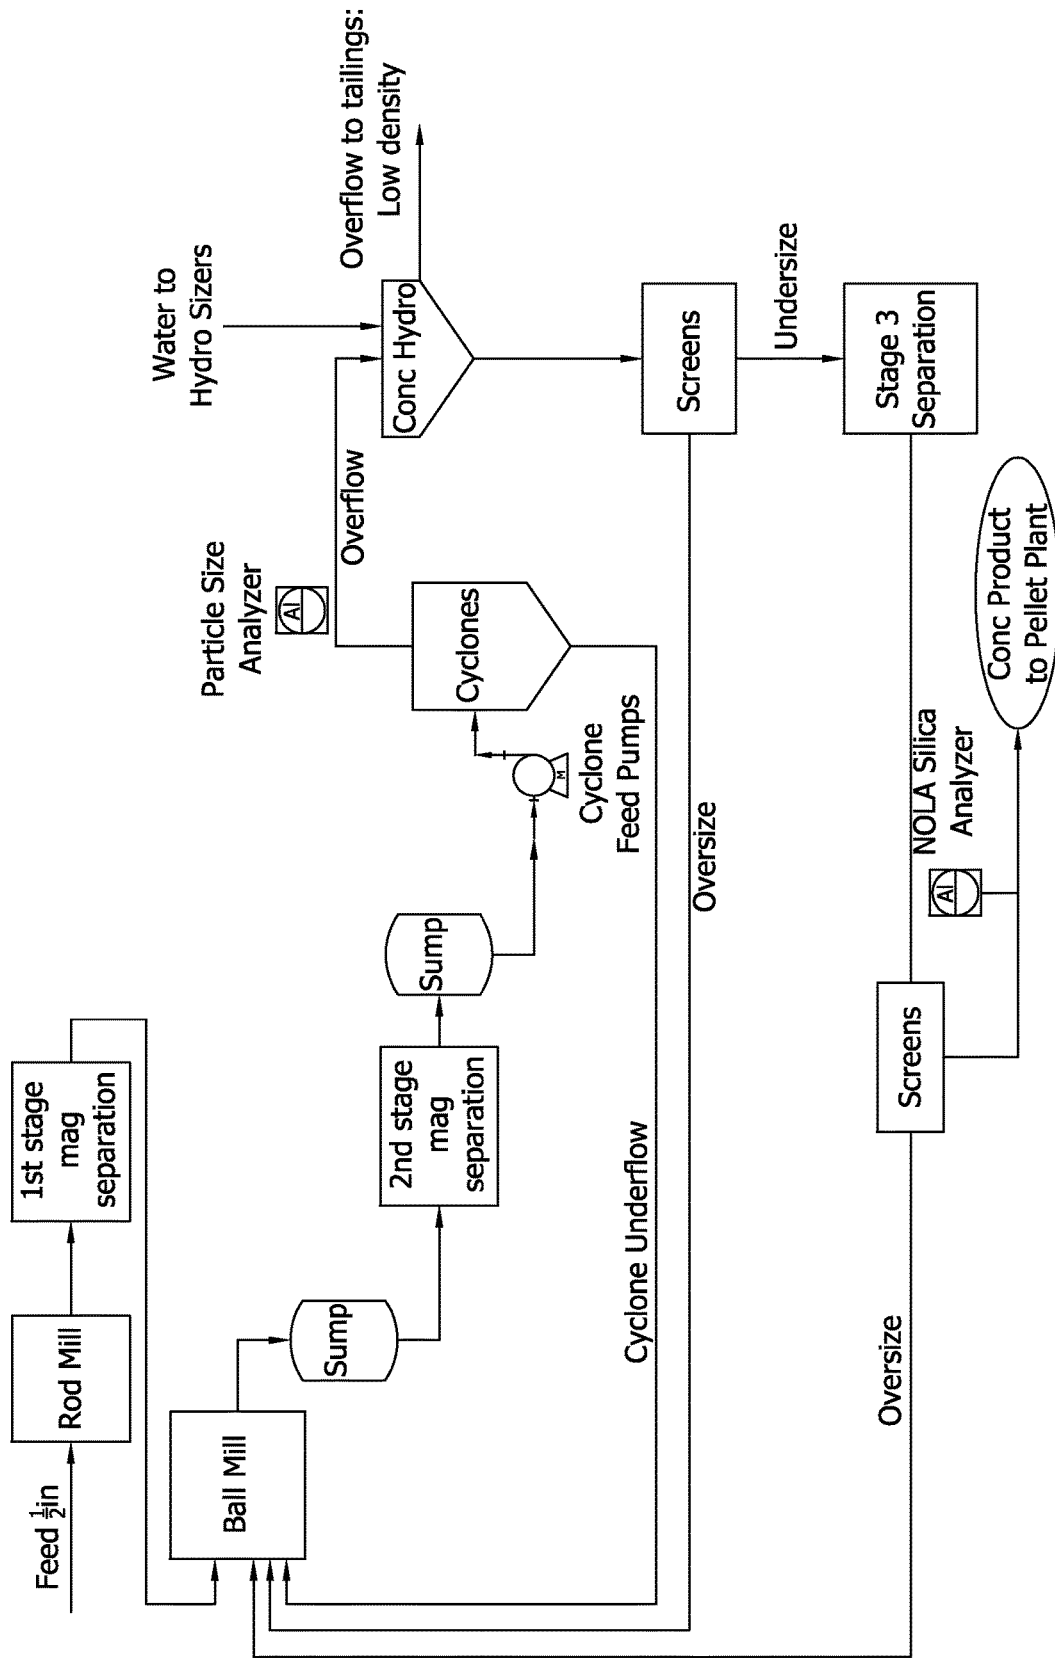 Feed ½in
Rod Mill
1st stage
mag
separation
Ball Mill
Sump
2nd stage
mag
separation
Sump
Cyclone
Feed Pumps
M
Cyclones
Particle Size
Analyzer
AI
Overflow
Water to
Hydro Sizers
Conc Hydro
Overflow to tailings:
Low density
Cyclone Underflow
Screens
Oversize
Undersize
Stage 3
Separation
Screens
Oversize
NOLA Silica
Analyzer
AI
Conc Product
to Pellet Plant